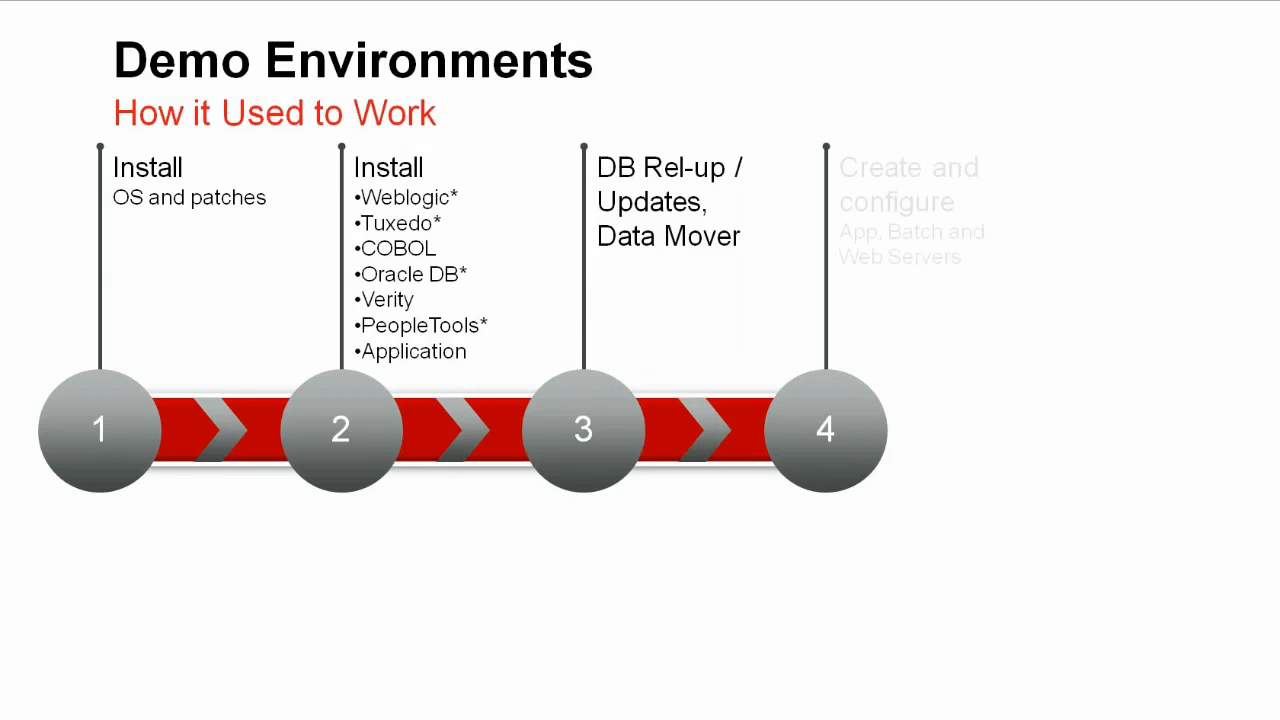 Demo Environments
How it Used to Work
Install
OS and patches
Install
•Weblogic*
•Tuxedo*
•COBOL
•Oracle DB*
•Verity
•PeopleTools*
•Application
DB Rel-up /
Updates,
Data Mover
Create and
configure
App, Batch and
Web Servers
1
2
3
4